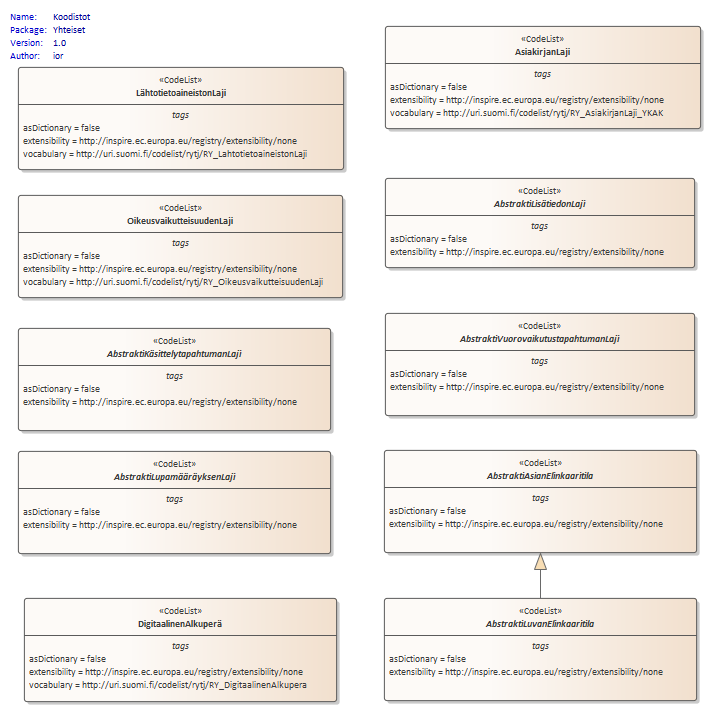 Name: Koodistot
Package: Yhteiset
Version: 1.0
Author: ior
«CodeList»
LähtotietoaineistonLaji
tags
asDictionary = false
extensibility = http://inspire.ec.europa.eu/registry/extensibility/none
vocabulary = http://uri.suomi.fi/codelist/rytj/RY_LahtotietoaineistonLaji
«CodeList»
AsiakirjanLaji
tags
asDictionary = false
extensibility = http://inspire.ec.europa.eu/registry/extensibility/none
vocabulary = http://uri.suomi.fi/codelist/rytj/RY_AsiakirjanLaji_YKAK
«CodeList»
OikeusvaikutteisuudenLaji
tags
asDictionary = false
extensibility = http://inspire.ec.europa.eu/registry/extensibility/none
vocabulary = http://uri.suomi.fi/codelist/rytj/RY_OikeusvaikutteisuudenLaji
«CodeList»
AbstraktiLisätiedonLaji
tags
asDictionary = false
extensibility = http://inspire.ec.europa.eu/registry/extensibility/none
«CodeList»
AbstraktiKäsittelytapahtumanLaji
tags
asDictionary = false
extensibility = http://inspire.ec.europa.eu/registry/extensibility/none
«CodeList»
AbstraktiVuorovaikutustapahtumanLaji
tags
asDictionary = false
extensibility = http://inspire.ec.europa.eu/registry/extensibility/none
«CodeList»
AbstraktiLupamääräyksenLaji
tags
asDictionary = false
extensibility = http://inspire.ec.europa.eu/registry/extensibility/none
«CodeList»
AbstraktiAsianElinkaaritila
tags
asDictionary = false
extensibility = http://inspire.ec.europa.eu/registry/extensibility/none
«CodeList»
DigitaalinenAlkuperä
tags
asDictionary = false
extensibility = http://inspire.ec.europa.eu/registry/extensibility/none
vocabulary = http://uri.suomi.fi/codelist/rytj/RY_DigitaalinenAlkupera
«CodeList»
AbstraktiLuvanElinkaaritila
tags
asDictionary = false
extensibility = http://inspire.ec.europa.eu/registry/extensibility/none